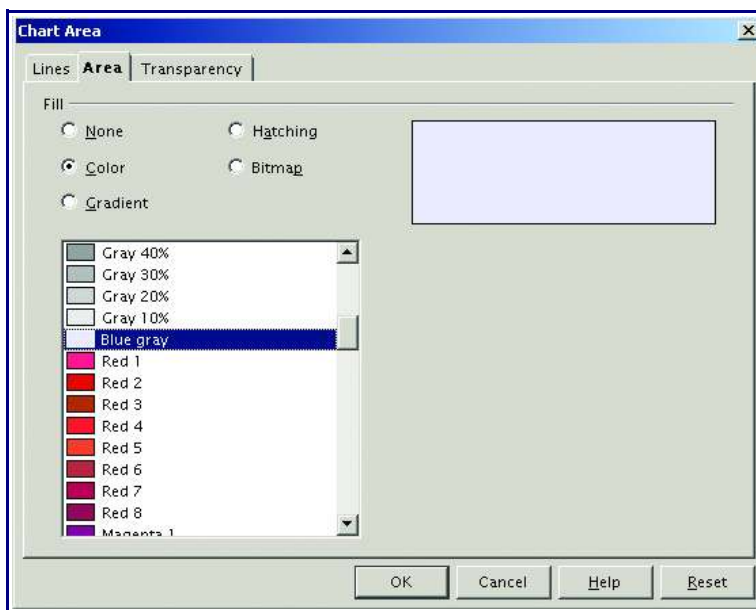 Chart Area
Lines Area Transparency
Fill
None Hatching
Color Bitmap
Gradient
Gray 40%
Gray 30%
Gray 20%
Gray 10%
Blue gray
Red 1
Red 2
Red 3
Red 4
Red 5
Red 6
Red 7
Red 8
Magenta 1
OK Cancel Help Reset